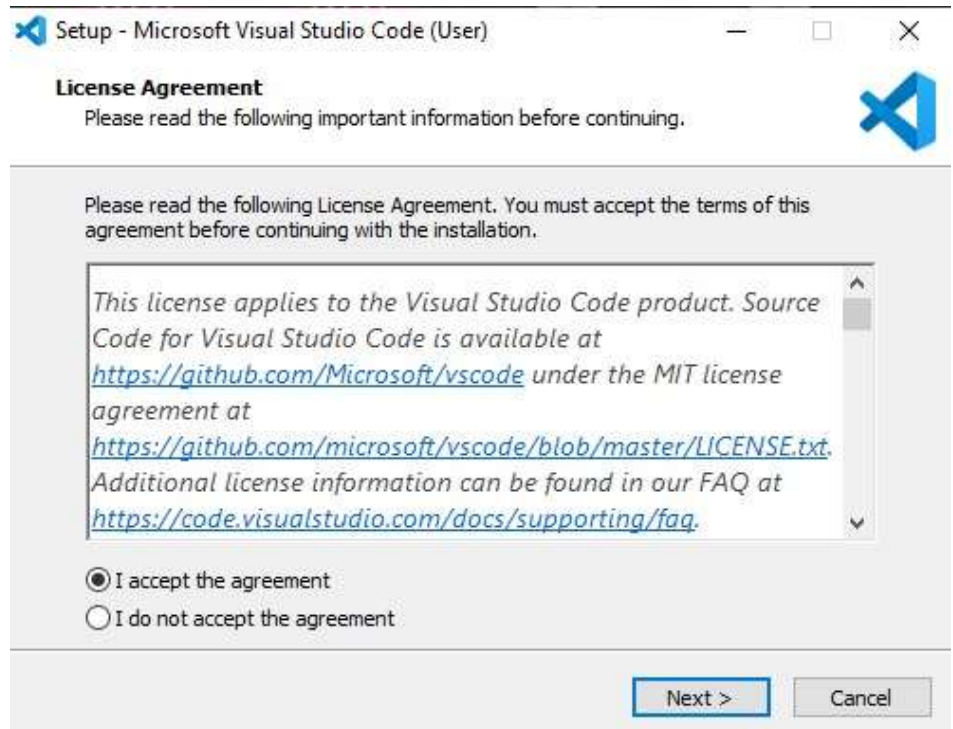 Setup - Microsoft Visual Studio Code (User)
License Agreement
Please read the following important information before continuing.
Please read the following License Agreement. You must accept the terms of this
agreement before continuing with the installation.
This license applies to the Visual Studio Code product. Source
Code for Visual Studio Code is available at
https://github.com/Microsoft/vscode under the MIT license
agreement at
https://github.com/microsoft/vscode/blob/master/LICENSE.txt.
Additional license information can be found in our FAQ at
https://code.visualstudio.com/docs/supporting/faq.
I accept the agreement
I do not accept the agreement
Next >
Cancel